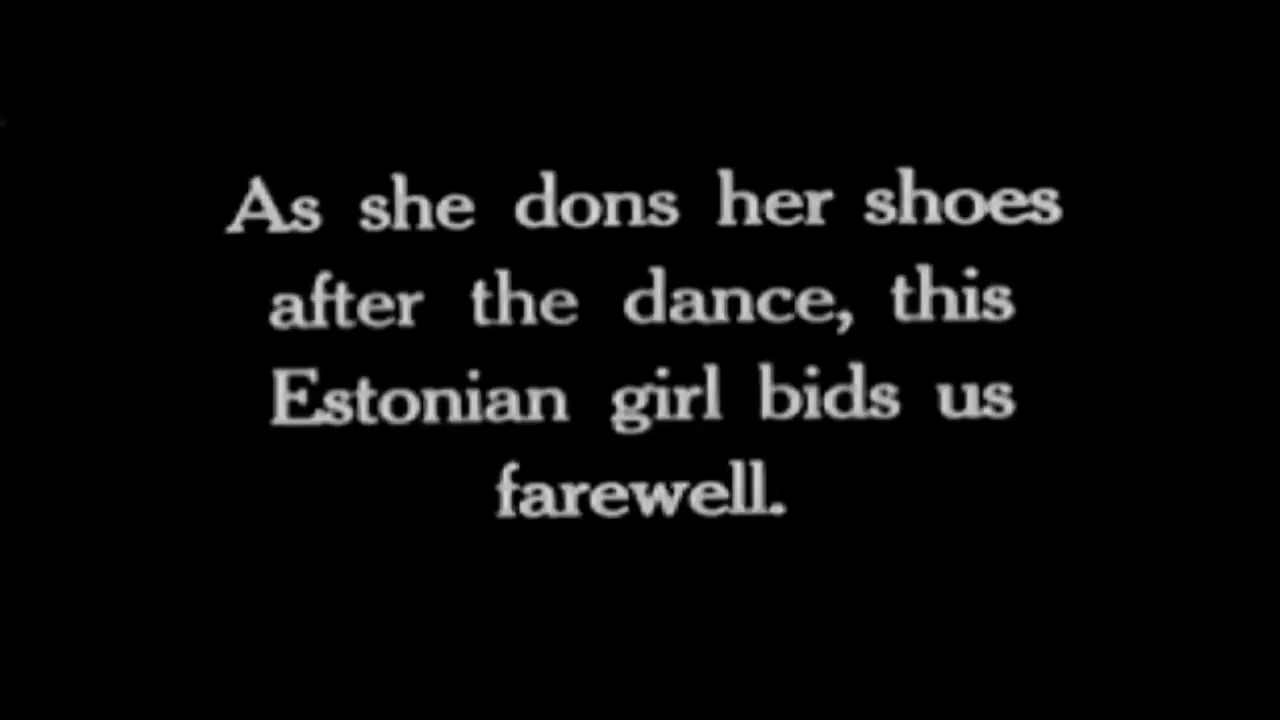 As she dons her shoes
after the dance, this
Estonian girl bids us
farewell.